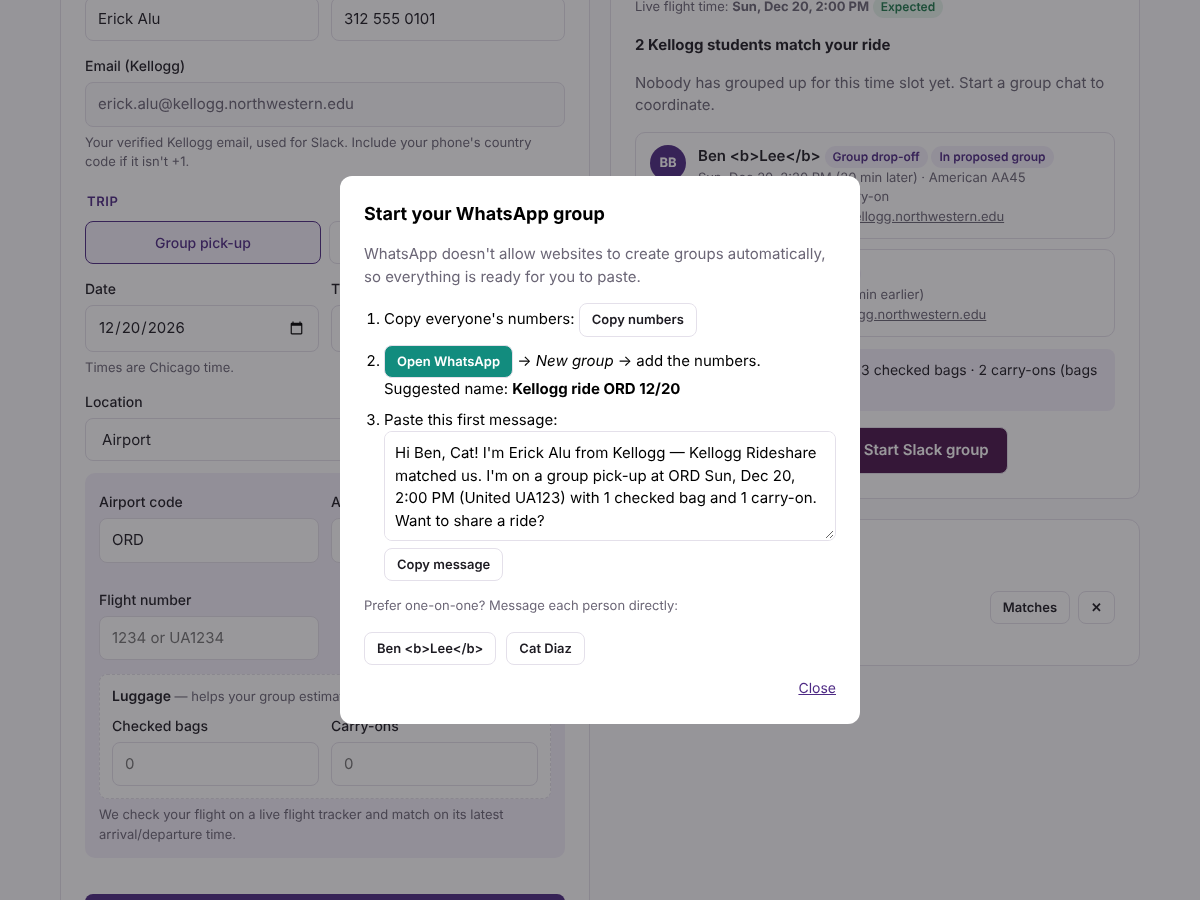 Erick Alu
312 555 0101
Email (Kellogg)
erick.alu@kellogg.northwestern.edu
Your verified Kellogg email, used for Slack. Include your phone's country
code if it isn't +1.
TRIP
Group pick-up
Date
12/20/2026
Times are Chicago time.
Location
Airport
Airport code
ORD
Flight number
1234 or UA1234
Luggage — helps your group estima
Checked bags
Carry-ons
0
0
We check your flight on a live flight tracker and match on its latest
arrival/departure time.
Live flight time: Sun, Dec 20, 2:00 PM Expected
2 Kellogg students match your ride
Nobody has grouped up for this time slot yet. Start a group chat to
coordinate.
BB
Ben <b>Lee</b> Group drop-off In proposed group
min later) · American AA45
y-on
ellogg.northwestern.edu
min earlier)
gg.northwestern.edu
3 checked bags · 2 carry-ons (bags
Start Slack group
Matches
✕
Start your WhatsApp group
WhatsApp doesn't allow websites to create groups automatically,
so everything is ready for you to paste.
1. Copy everyone's numbers: Copy numbers
2. Open WhatsApp → New group → add the numbers.
Suggested name: Kellogg ride ORD 12/20
3. Paste this first message:
Hi Ben, Cat! I'm Erick Alu from Kellogg — Kellogg Rideshare
matched us. I'm on a group pick-up at ORD Sun, Dec 20,
2:00 PM (United UA123) with 1 checked bag and 1 carry-on.
Want to share a ride?
Copy message
Prefer one-on-one? Message each person directly:
Ben <b>Lee</b>
Cat Diaz
Close